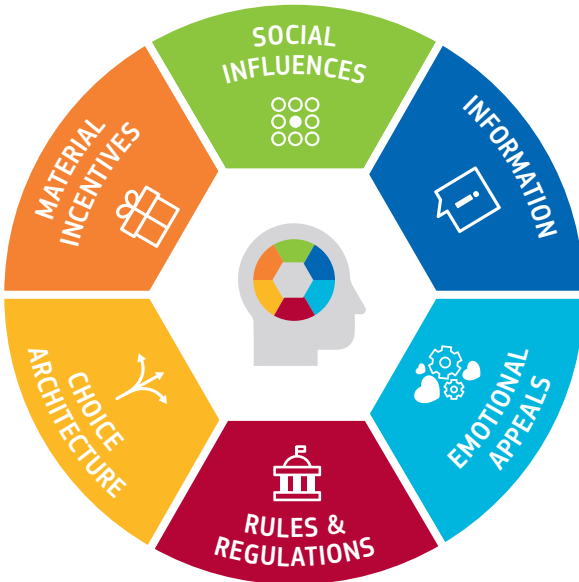 SOCIAL
INFLUENCES
INFORMATION
EMOTIONAL
APPEALS
RULES &
REGULATIONS
CHOICE
ARCHITECTURE
MATERIAL
INCENTIVES